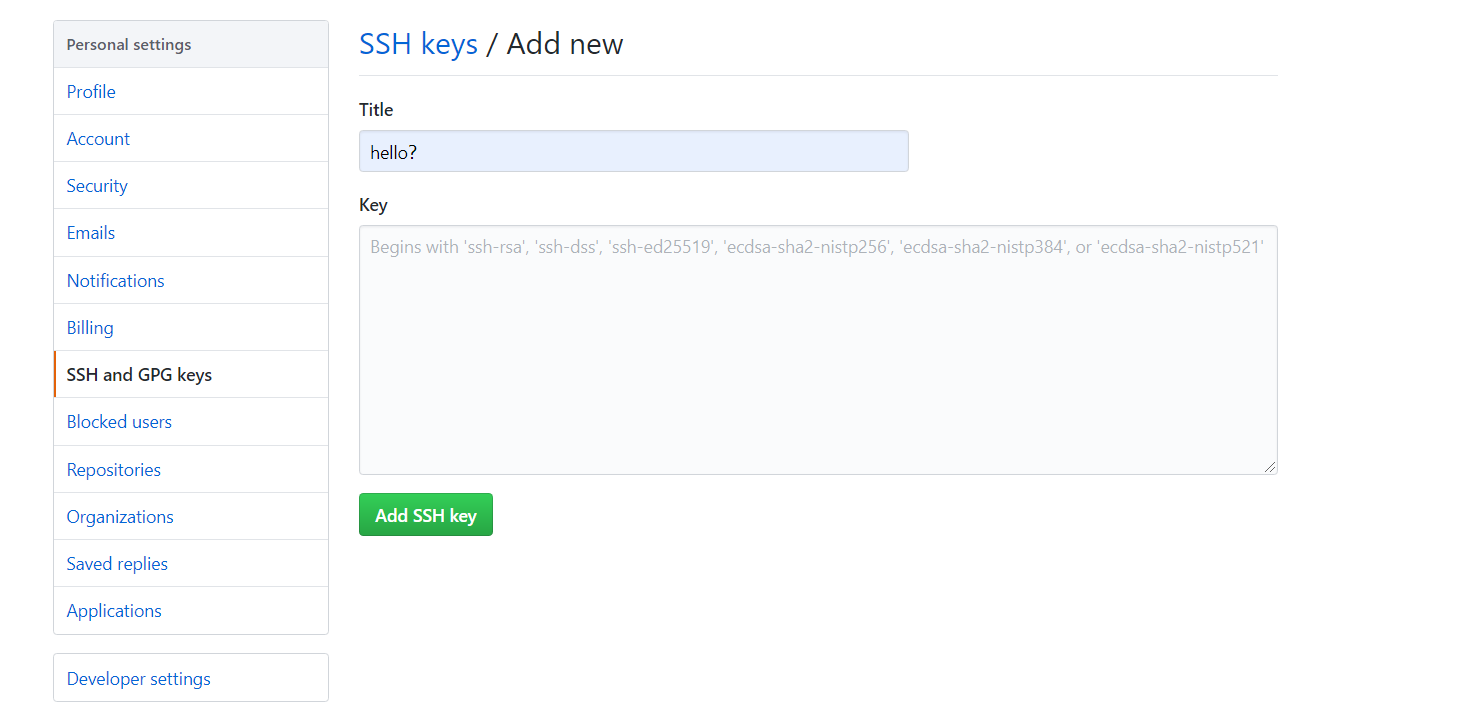 Personal settings
Profile
Account
Security
Emails
Notifications
Billing
SSH and GPG keys
Blocked users
Repositories
Organizations
Saved replies
Applications
Developer settings
SSH keys / Add new
Title
hello?
Key
Begins with 'ssh-rsa', 'ssh-dss', 'ssh-ed25519', 'ecdsa-sha2-nistp256', 'ecdsa-sha2-nistp384', or 'ecdsa-sha2-nistp521'
Add SSH key